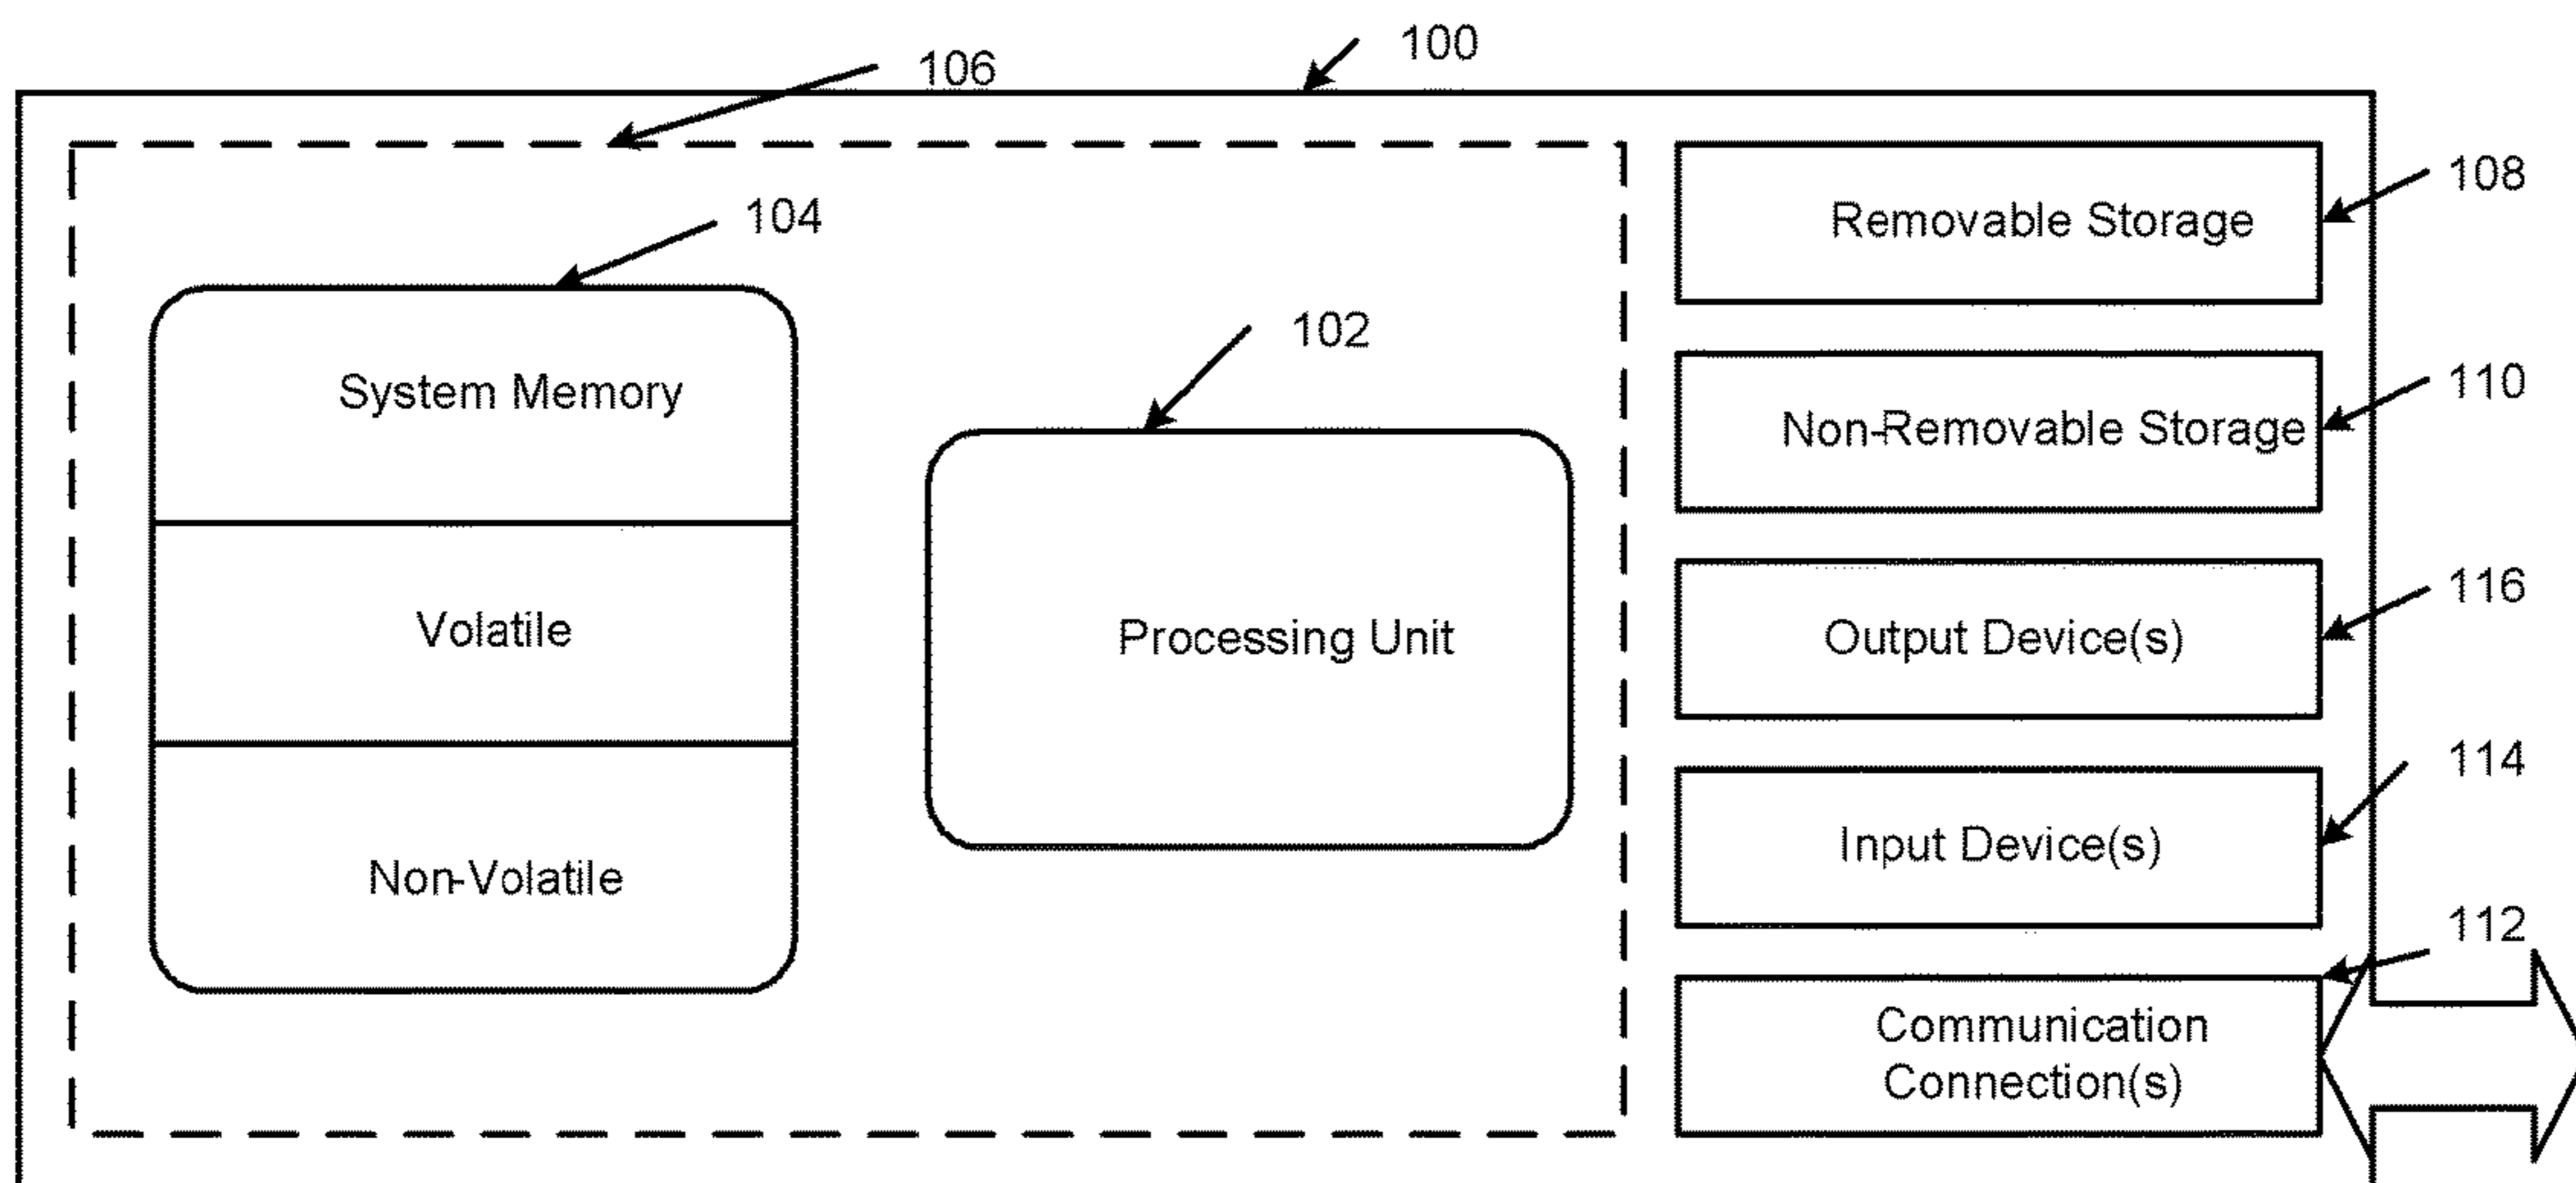 100
106
108
Removable Storage
104
102
110
System Memory
Non-Removable Storage
116
Volatile
Processing Unit
Output Device(s)
114
Non-Volatile
Input Device(s)
112
Communication
Connection(s)